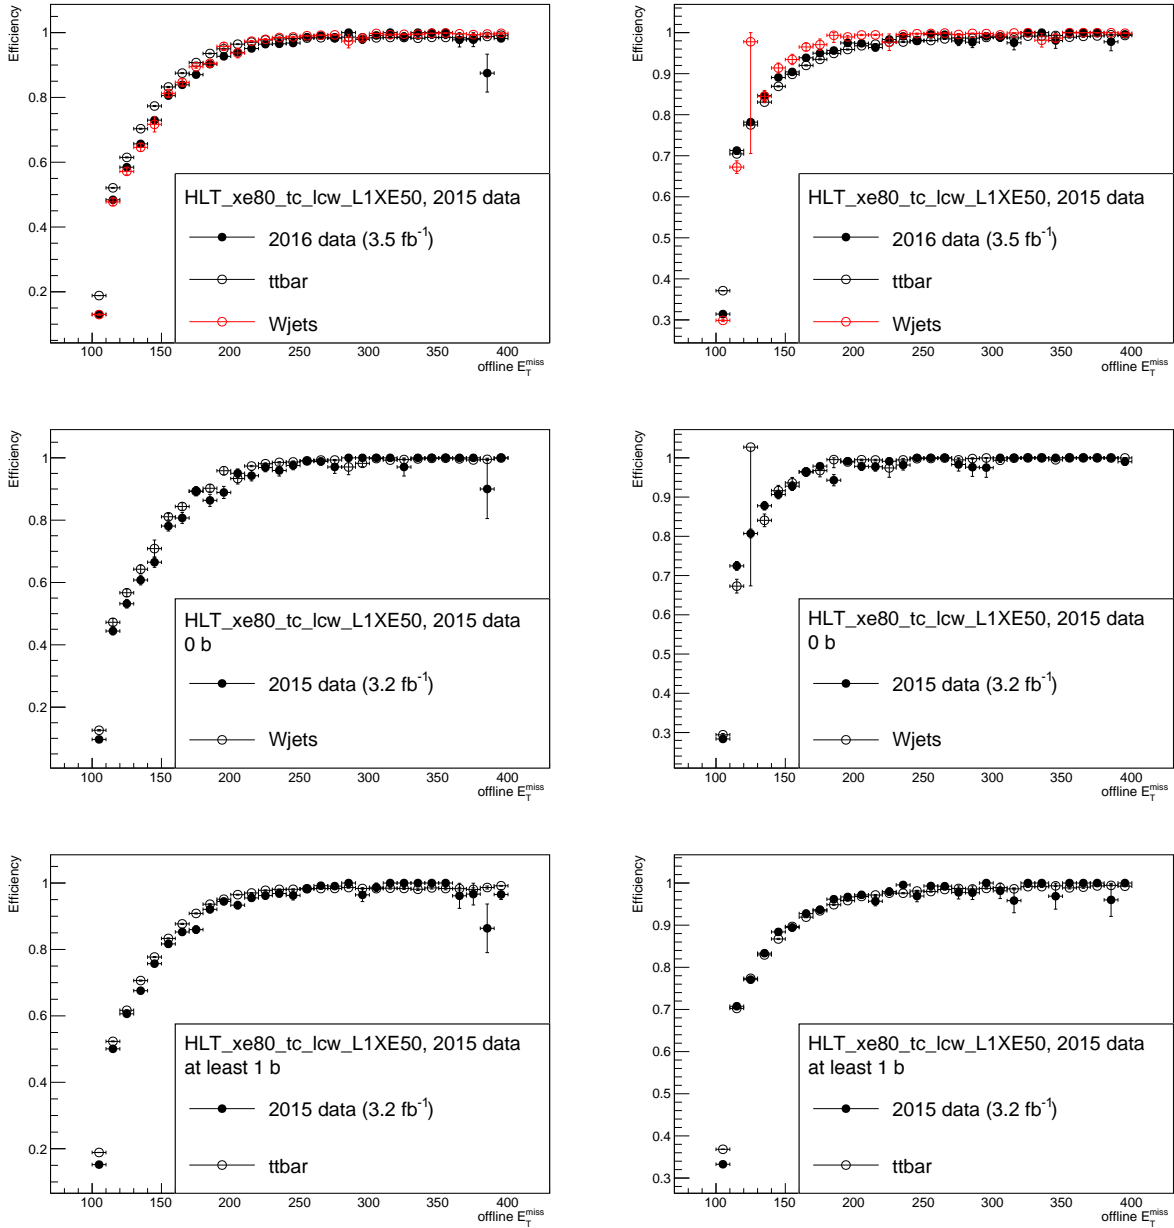 Efficiency
1
0.8
0.6
0.4
0.2
HLT_xe80_tc_lcw_L1XE50, 2015 data
2016 data (3.5 fb⁻¹)
ttbar
Wjets
100 150 200 250 300 350 400
offline E_T^miss
Efficiency
1
0.9
0.8
0.7
0.6
0.5
0.4
0.3
HLT_xe80_tc_lcw_L1XE50, 2015 data
2016 data (3.5 fb⁻¹)
ttbar
Wjets
100 150 200 250 300 350 400
offline E_T^miss
Efficiency
1
0.8
0.6
0.4
0.2
HLT_xe80_tc_lcw_L1XE50, 2015 data
0 b
2015 data (3.2 fb⁻¹)
Wjets
100 150 200 250 300 350 400
offline E_T^miss
Efficiency
1
0.9
0.8
0.7
0.6
0.5
0.4
0.3
HLT_xe80_tc_lcw_L1XE50, 2015 data
0 b
2015 data (3.2 fb⁻¹)
Wjets
100 150 200 250 300 350 400
offline E_T^miss
Efficiency
1
0.8
0.6
0.4
0.2
HLT_xe80_tc_lcw_L1XE50, 2015 data
at least 1 b
2015 data (3.2 fb⁻¹)
ttbar
100 150 200 250 300 350 400
offline E_T^miss
Efficiency
1
0.9
0.8
0.7
0.6
0.5
0.4
0.3
HLT_xe80_tc_lcw_L1XE50, 2015 data
at least 1 b
2015 data (3.2 fb⁻¹)
ttbar
100 150 200 250 300 350 400
offline E_T^miss